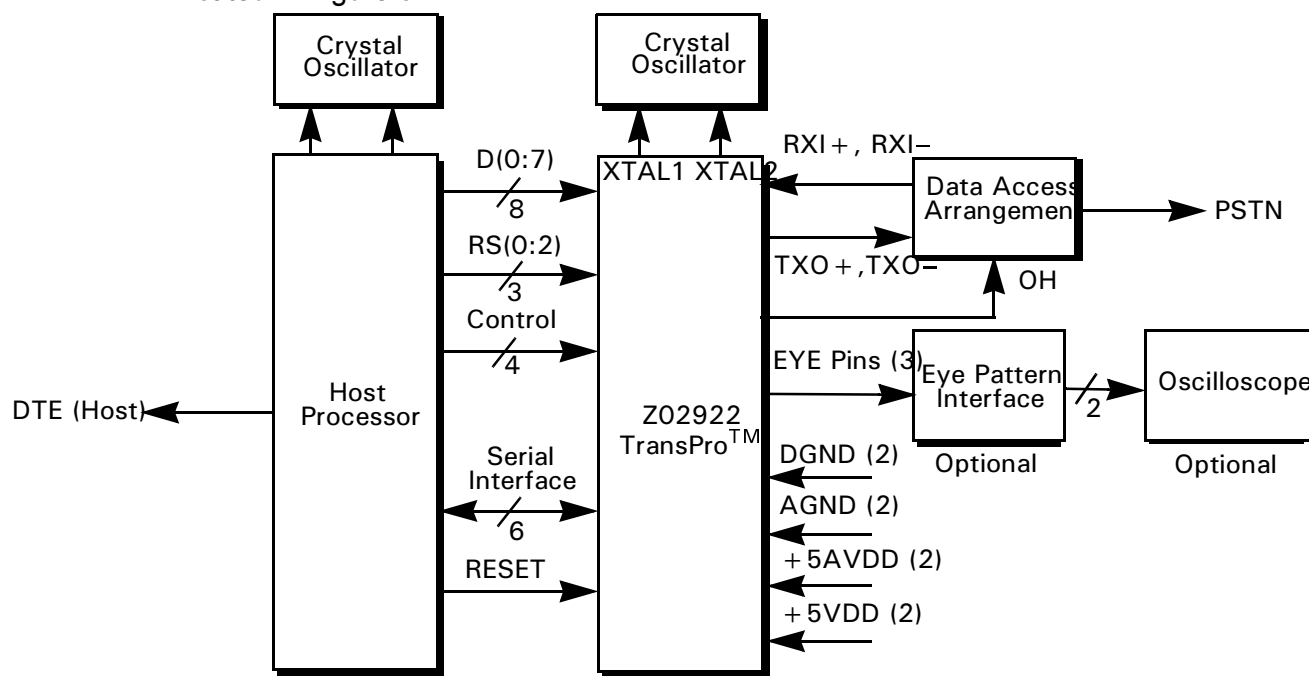 Crystal
Oscillator
Crystal
Oscillator
D(0:7)
8
RS(0:2)
3
Control
4
Serial
Interface
6
RESET
DTE (Host)
Host
Processor
XTAL1 XTAL2
Z02922
TransPro™
RXI+, RXI–
TXO+,TXO–
OH
Data Access
Arrangement
PSTN
EYE Pins (3)
Eye Pattern
Interface
Optional
2
Oscilloscope
Optional
DGND (2)
AGND (2)
+5AVDD (2)
+5VDD (2)